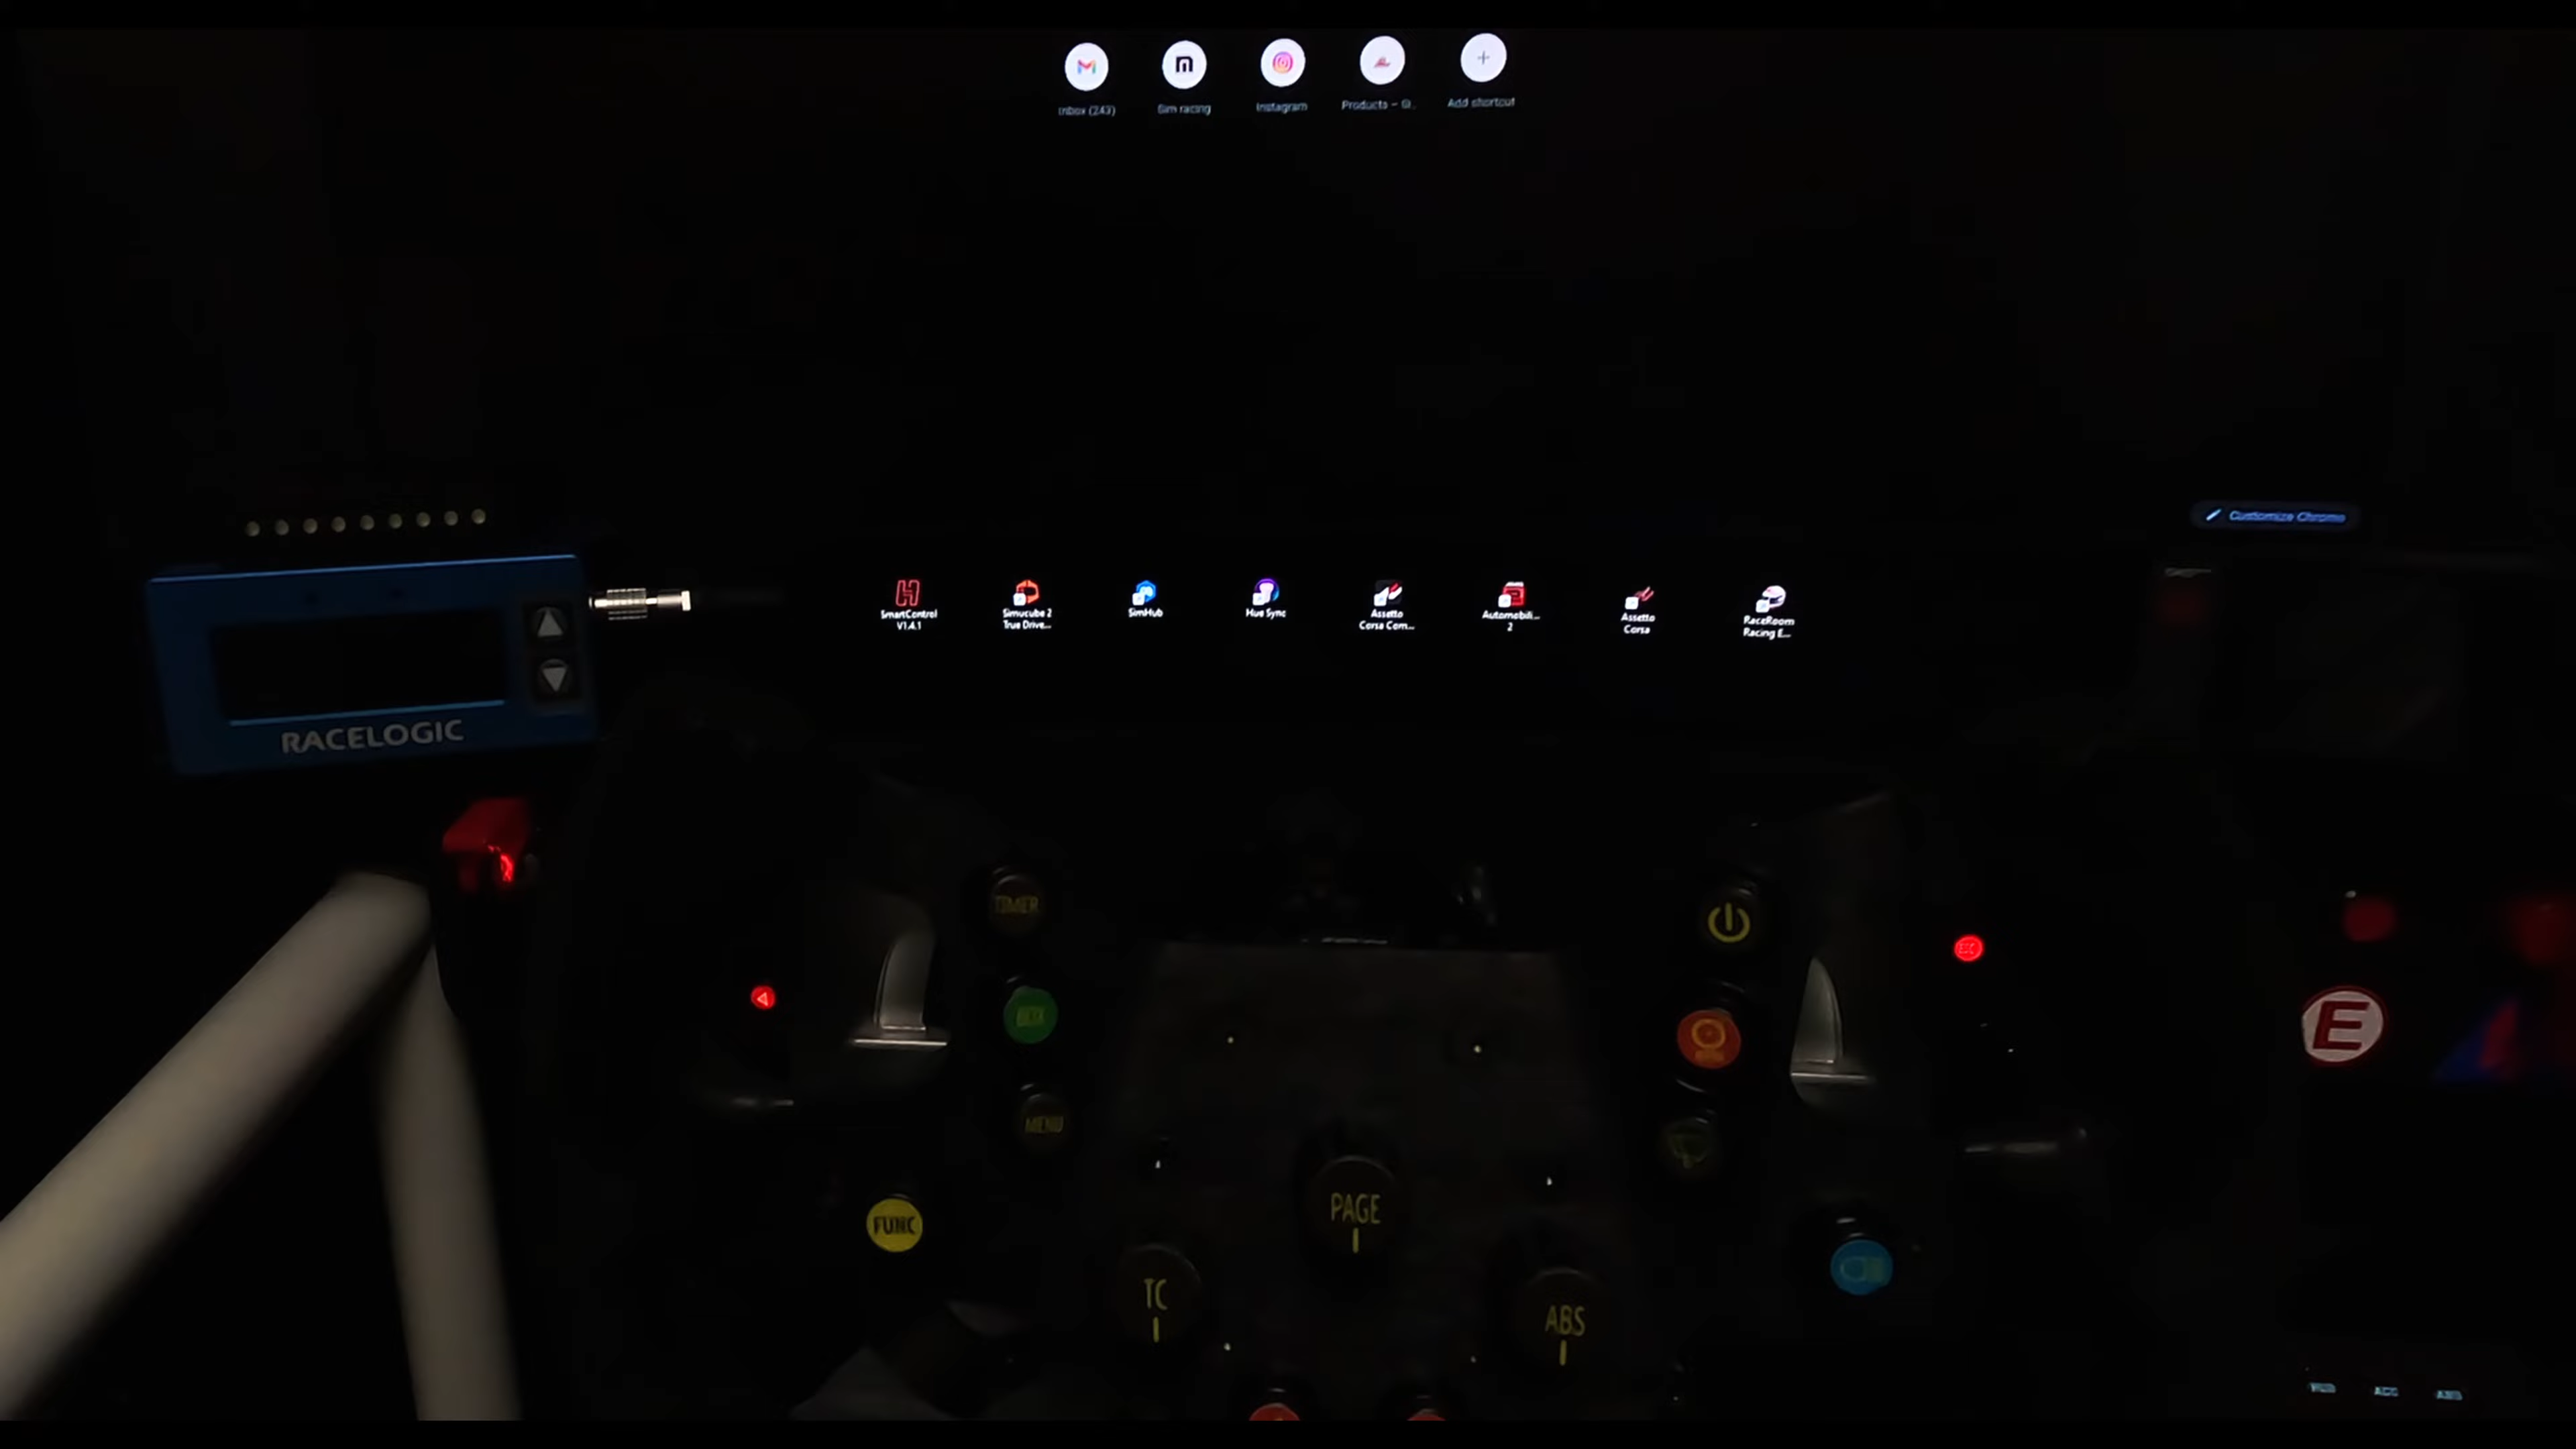 Inbox (243)
Sim racing
Instagram
Products – G..
Add shortcut
Customize Chrome
SmartControl
V1.4.1
Simucube 2
True Drive...
SimHub
Hue Sync
Assetto
Corsa Com...
Automobili...
2
Assetto
Corsa
RaceRoom
Racing E...
RACELOGIC
TIMER
MENU
FUNC
PAGE
TC
ABS
E